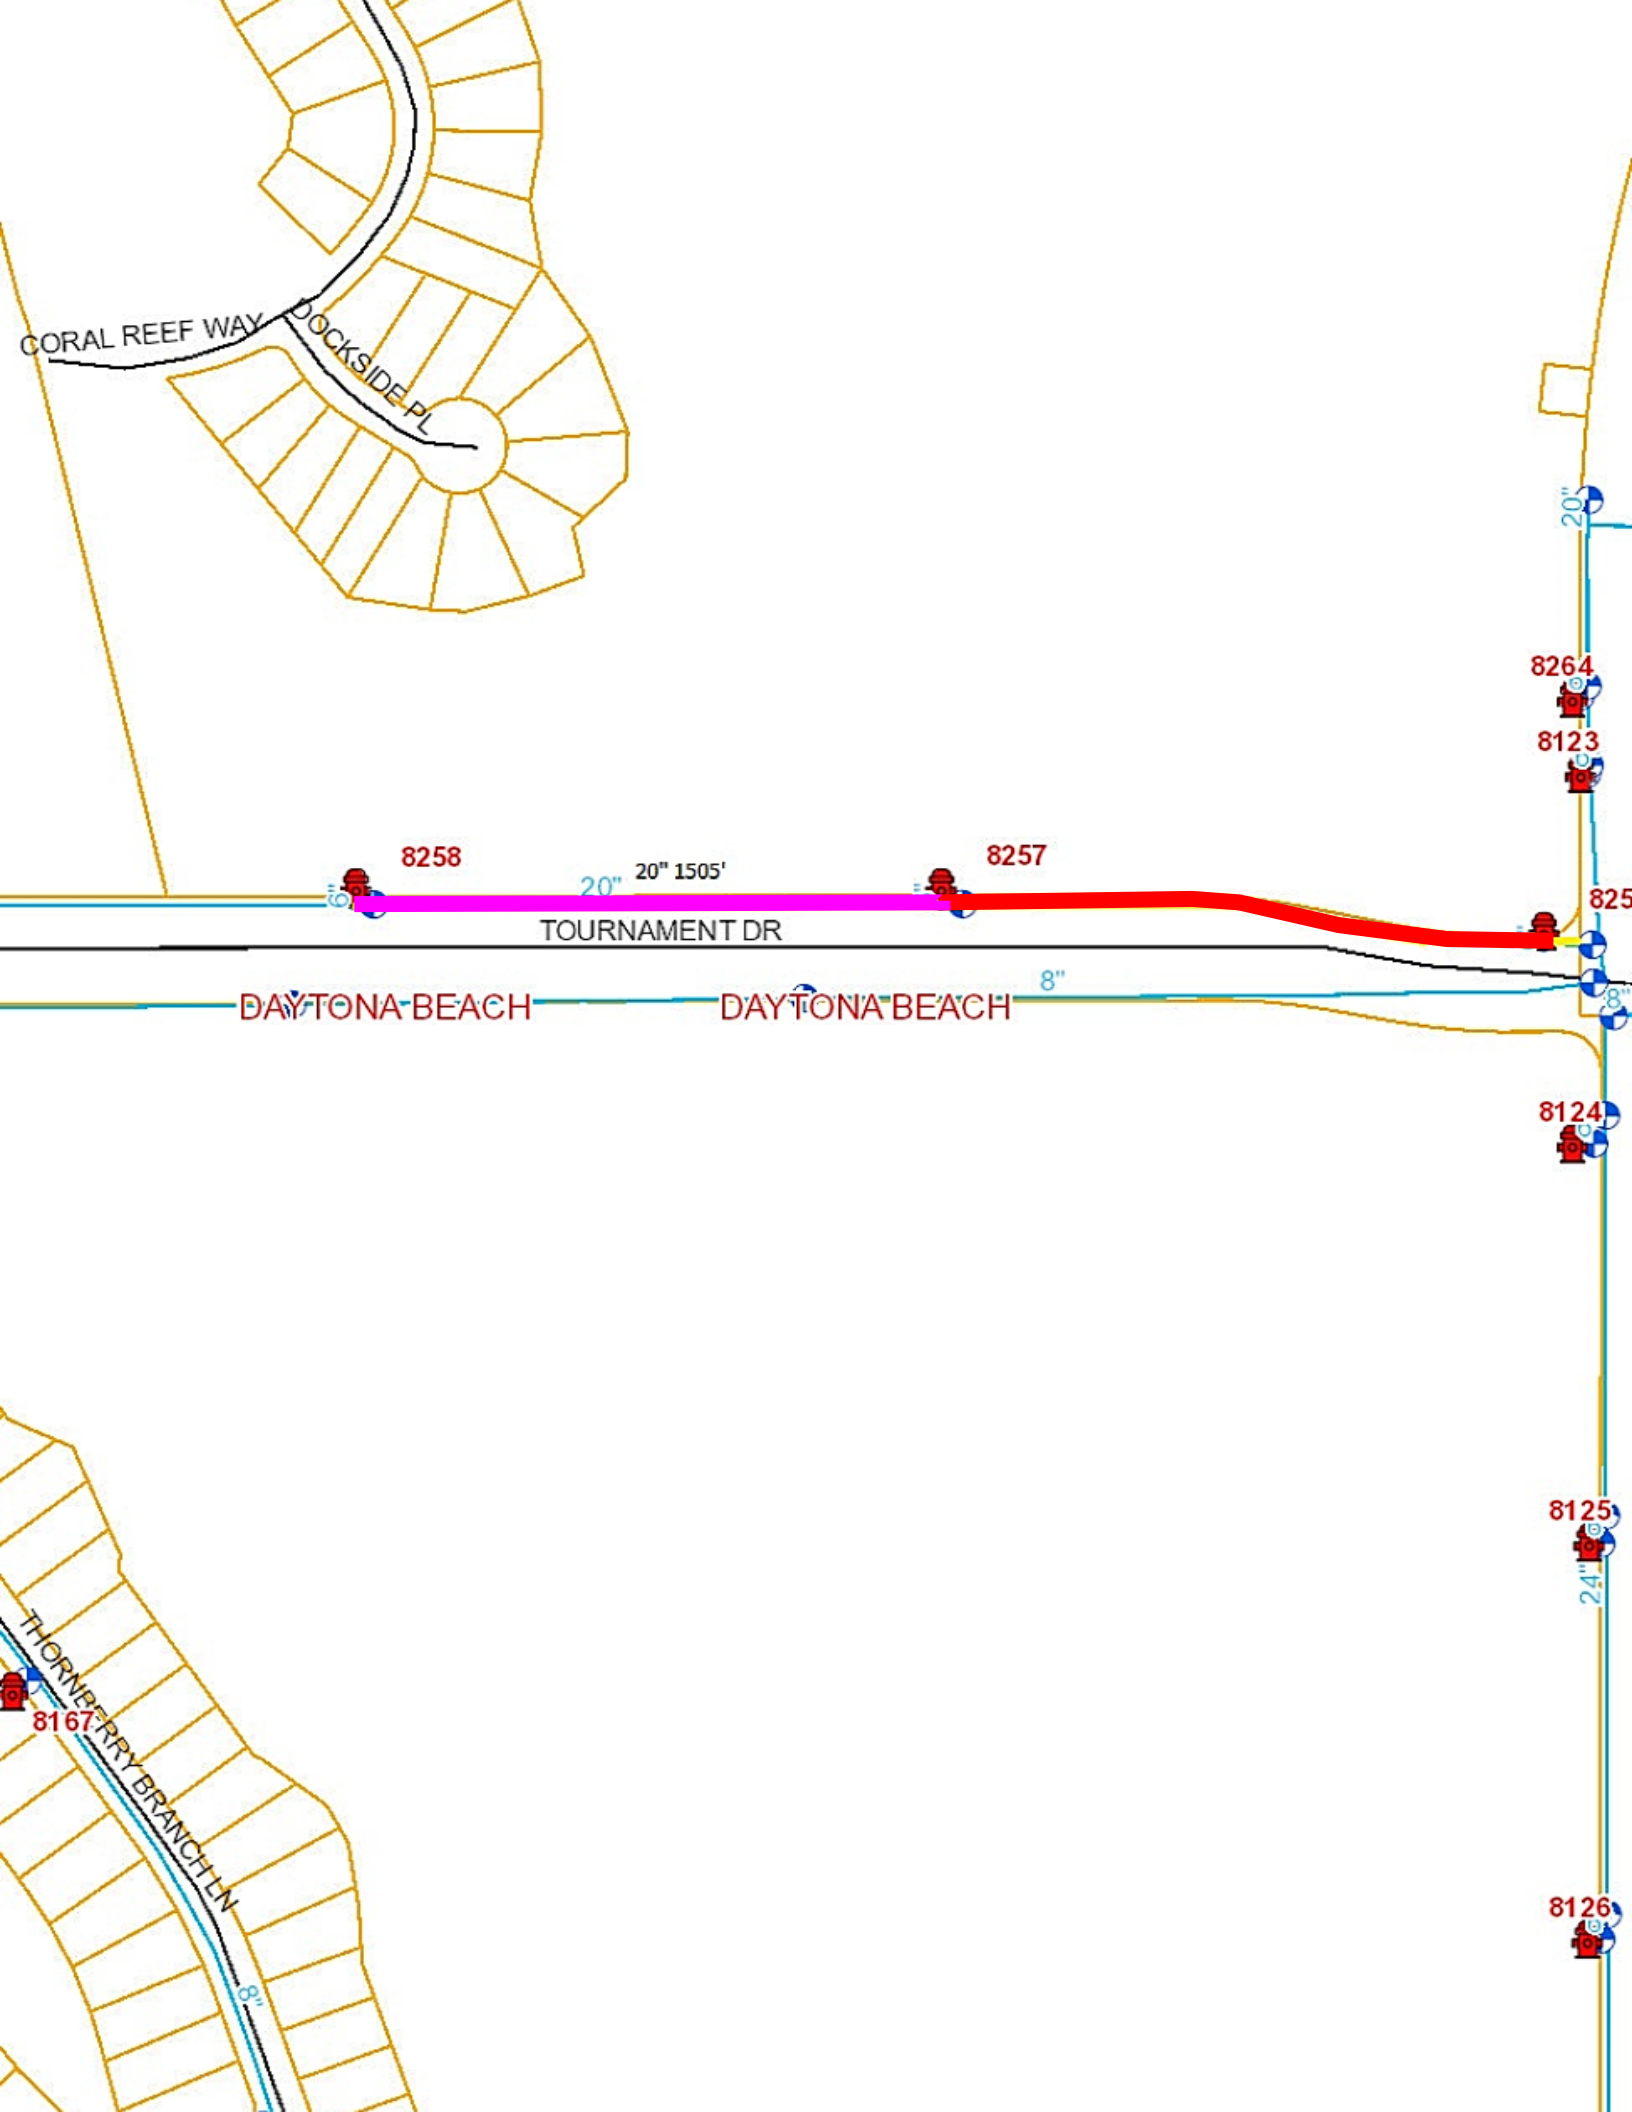 CORAL REEF WAY
DOCKSIDE PL
20"
8264
8123
8258
20" 1505'
8257
20"
6"
825
TOURNAMENT DR
8"
DAYTONA BEACH
DAYTONA BEACH
8"
8124
8125
24"
THORNBERRY BRANCH LN
8167
8126
8"